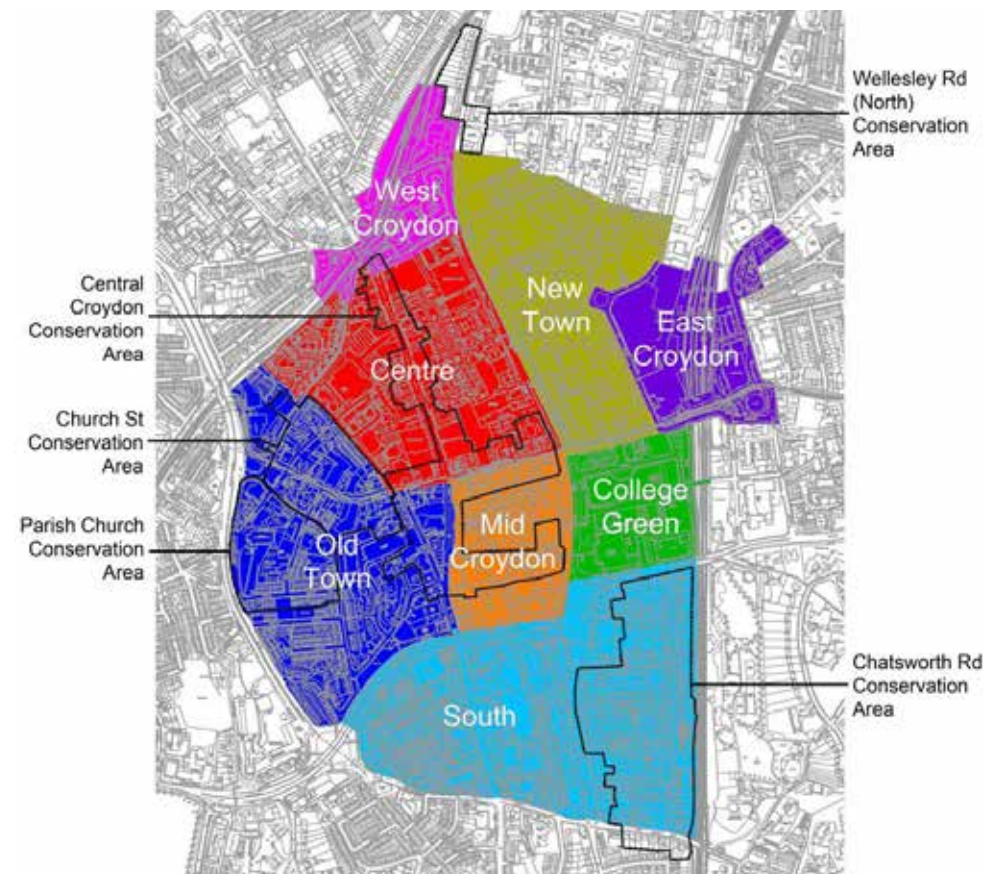 Wellesley Rd
(North)
Conservation
Area
West
Croydon
Central
Croydon
Conservation
Area
New
Town
East
Croydon
Centre
Church St
Conservation
Area
College
Green
Parish Church
Conservation
Area
Old
Town
Mid
Croydon
Chatsworth Rd
Conservation
Area
South